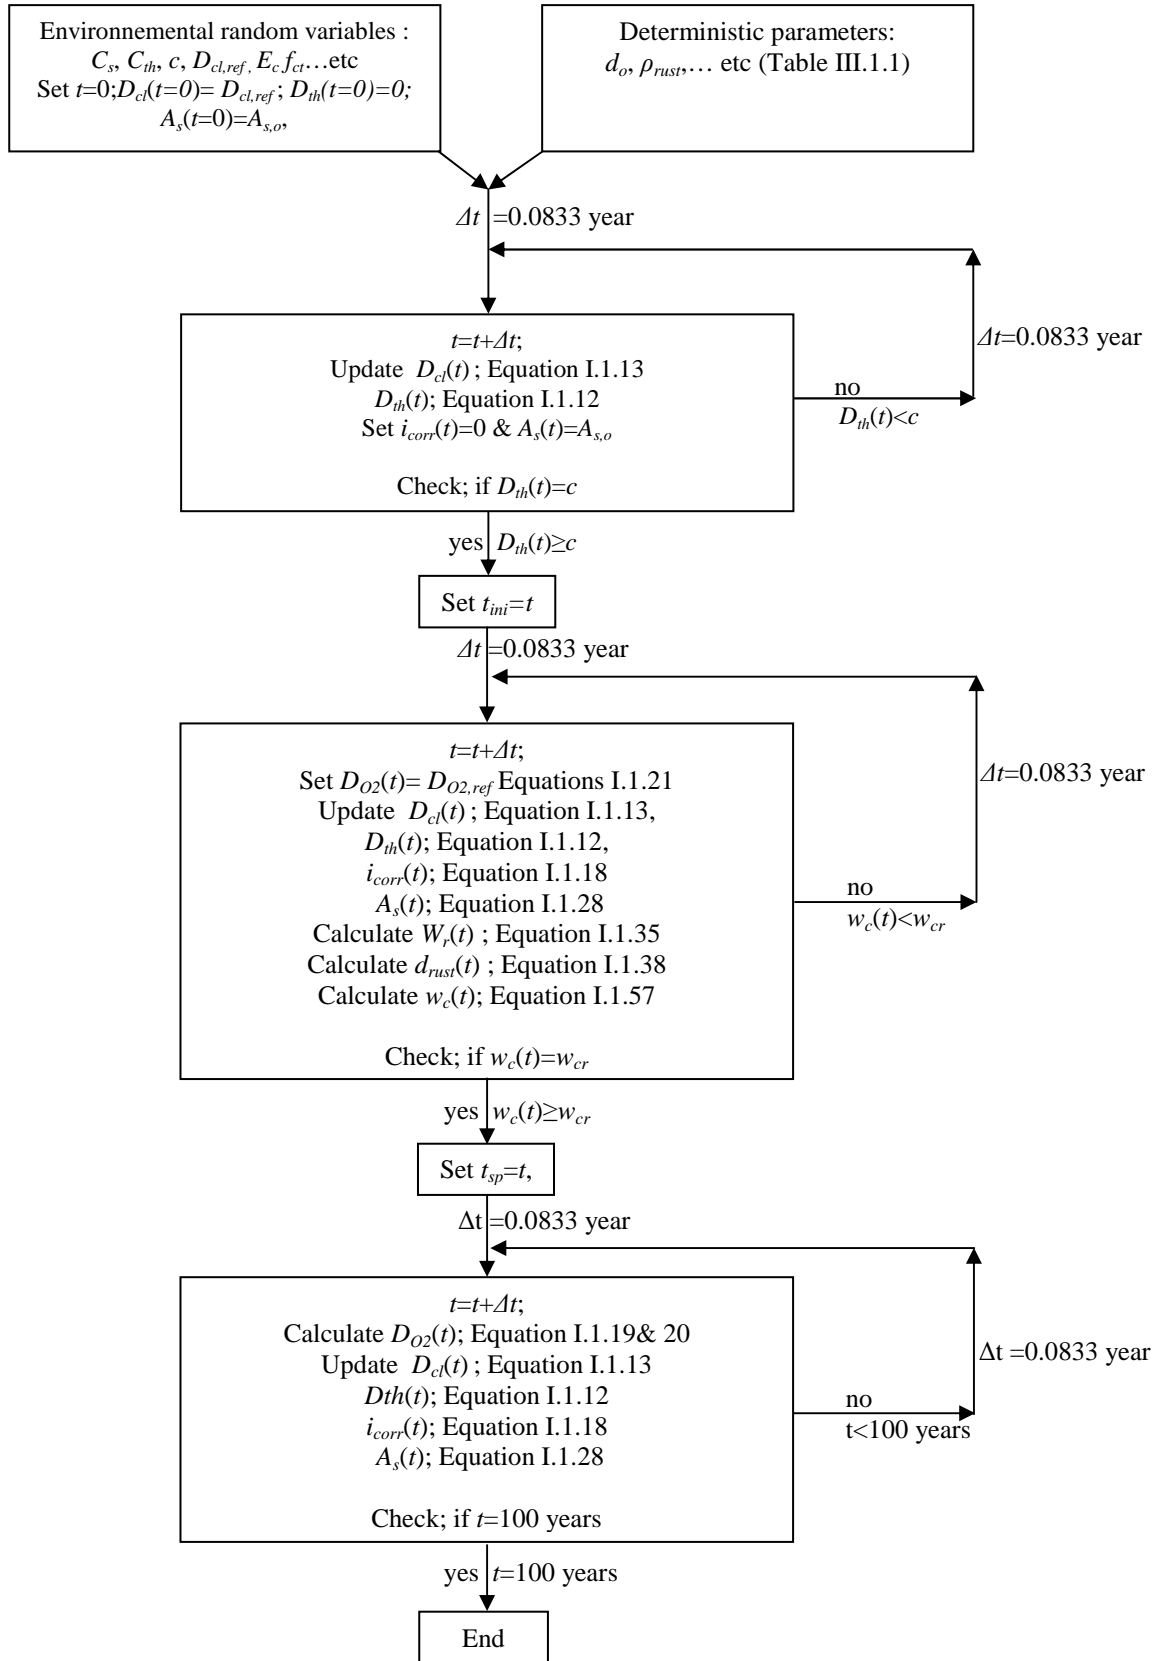 Environnemental random variables :
C_s, C_th, c, D_cl,ref, E_c f_ct…etc
Set t=0;D_cl(t=0)= D_cl,ref; D_th(t=0)=0;
A_s(t=0)=A_s,o,
Deterministic parameters:
d_o, ρ_rust,… etc (Table III.1.1)
Δt =0.0833 year
t=t+Δt;
Update D_cl(t) ; Equation I.1.13
D_th(t); Equation I.1.12
Set i_corr(t)=0 & A_s(t)=A_s,o
Check; if D_th(t)=c
no
D_th(t)<c
Δt=0.0833 year
yes D_th(t)≥c
Set t_ini=t
Δt =0.0833 year
t=t+Δt;
Set D_O2(t)= D_O2,ref Equations I.1.21
Update D_cl(t) ; Equation I.1.13,
D_th(t); Equation I.1.12,
i_corr(t); Equation I.1.18
A_s(t); Equation I.1.28
Calculate W_r(t) ; Equation I.1.35
Calculate d_rust(t) ; Equation I.1.38
Calculate w_c(t); Equation I.1.57
Check; if w_c(t)=w_cr
no
w_c(t)<w_cr
Δt=0.0833 year
yes w_c(t)≥w_cr
Set t_sp=t,
Δt =0.0833 year
t=t+Δt;
Calculate D_O2(t); Equation I.1.19& 20
Update D_cl(t) ; Equation I.1.13
Dth(t); Equation I.1.12
i_corr(t); Equation I.1.18
A_s(t); Equation I.1.28
Check; if t=100 years
no
t<100 years
Δt =0.0833 year
yes t=100 years
End